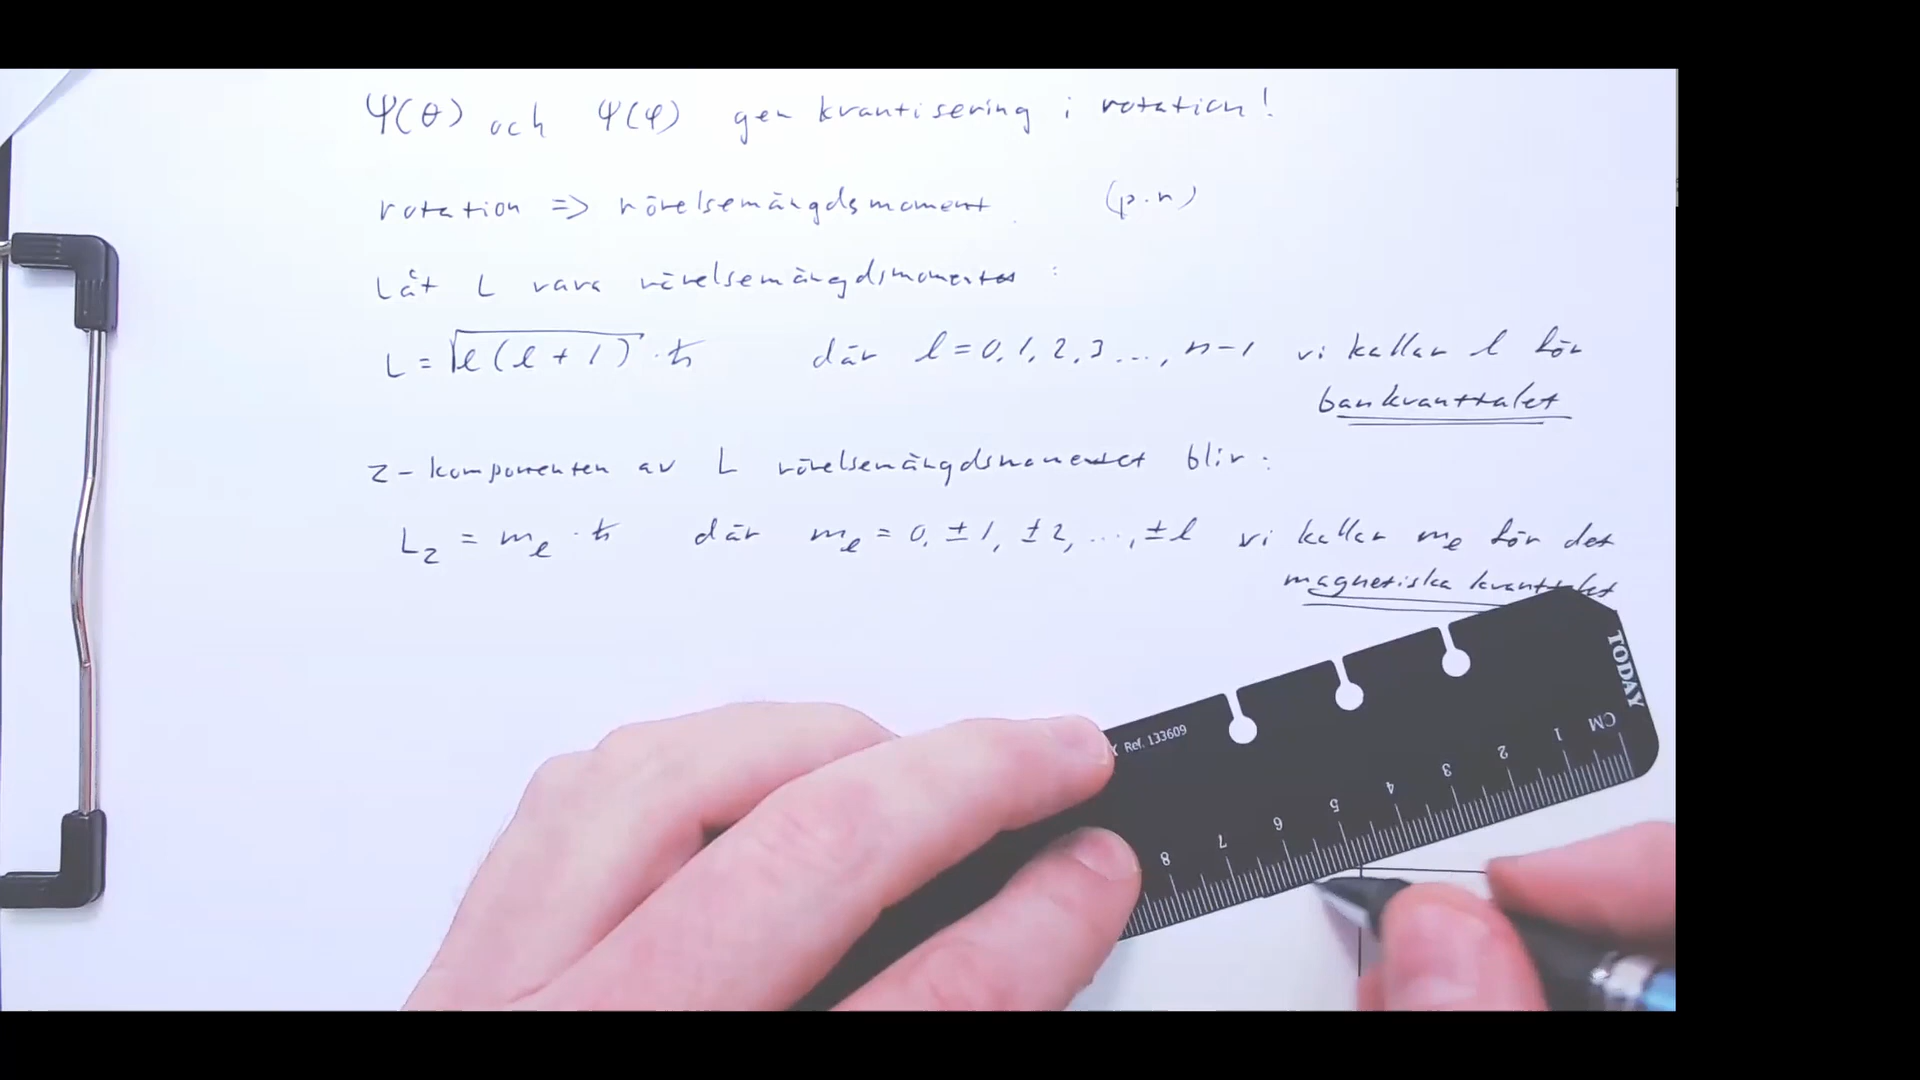 Ψ(θ) och Ψ(φ) ger kvantisering i rotation!
rotation => rörelsemängdsmoment (p·r)
Låt L vara rörelsemängdsmomentet :
L = √l(l+1) · ħ där l = 0, 1, 2, 3 ..., n-1 vi kallar l för
bankvanttalet
z-komponenten av L rörelsemängdsmomentet blir :
L_z = m_l · ħ där m_l = 0, ±1, ±2, ..., ±l vi kallar m_l för det
magnetiska kvanttalet
TODAY
Ref. 133609
CM 1 2 3 4 5 6 7 8